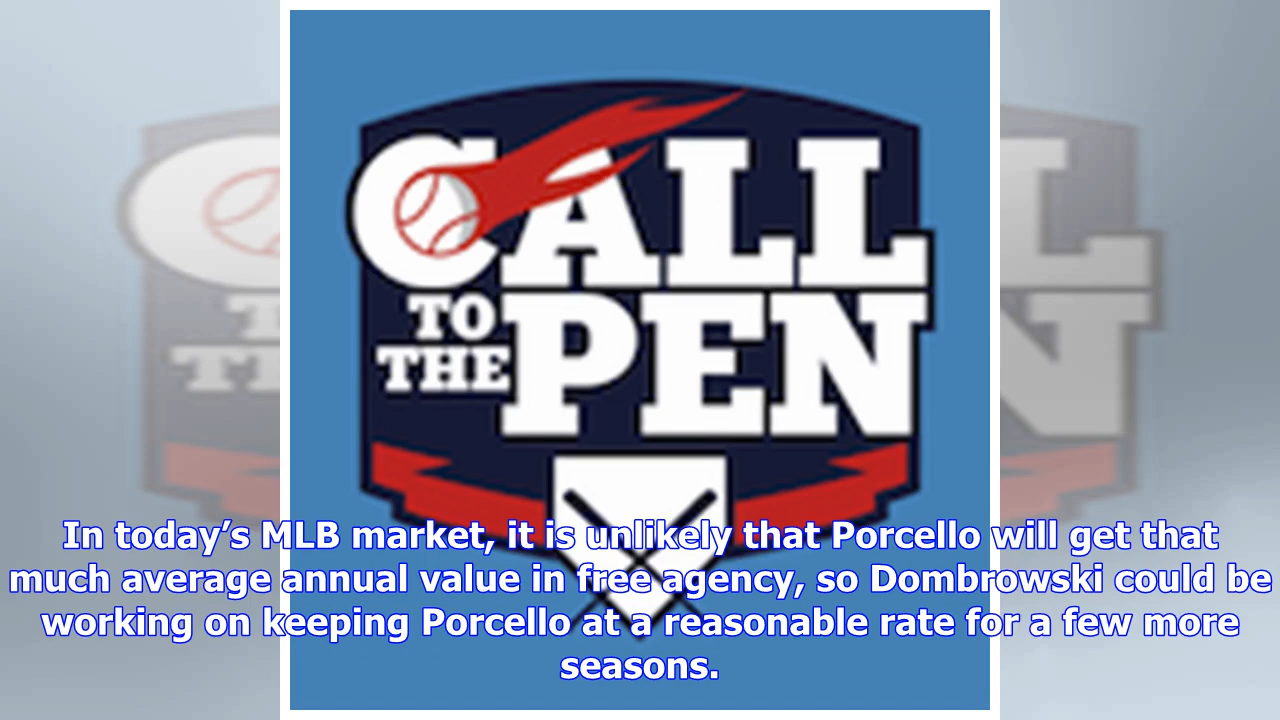 CALL
TO
THE
PEN
In today’s MLB market, it is unlikely that Porcello will get that
much average annual value in free agency, so Dombrowski could be
working on keeping Porcello at a reasonable rate for a few more
seasons.